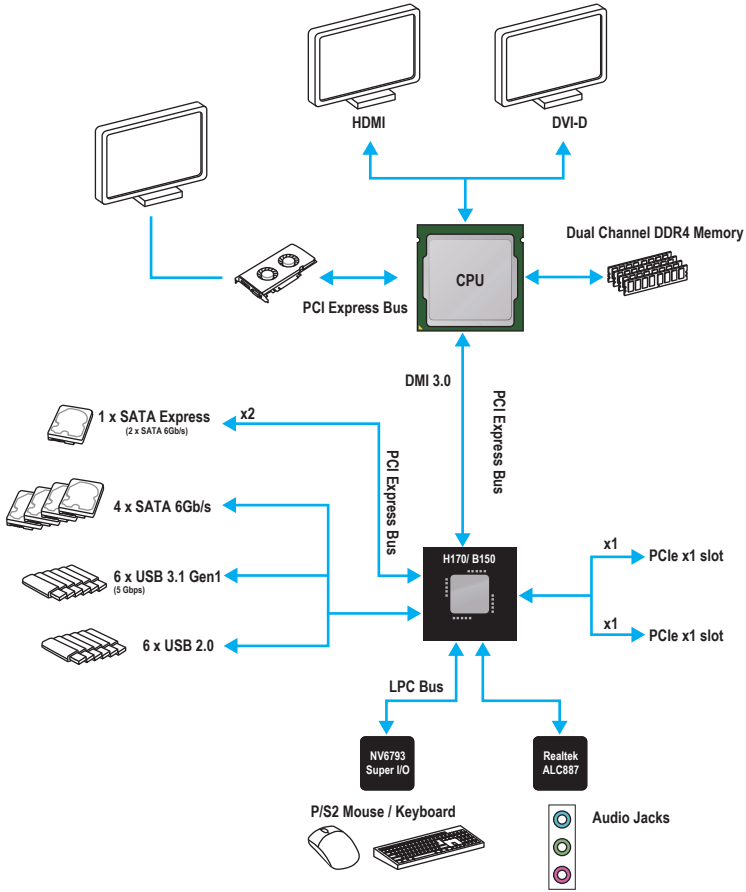 HDMI
DVI-D
Dual Channel DDR4 Memory
CPU
PCI Express Bus
DMI 3.0
PCI Express Bus
1 x SATA Express
(2 x SATA 6Gb/s)
x2
PCI Express Bus
4 x SATA 6Gb/s
H170/ B150
x1
PCIe x1 slot
6 x USB 3.1 Gen1
(5 Gbps)
x1
PCIe x1 slot
6 x USB 2.0
LPC Bus
NV6793
Super I/O
Realtek
ALC887
P/S2 Mouse / Keyboard
Audio Jacks